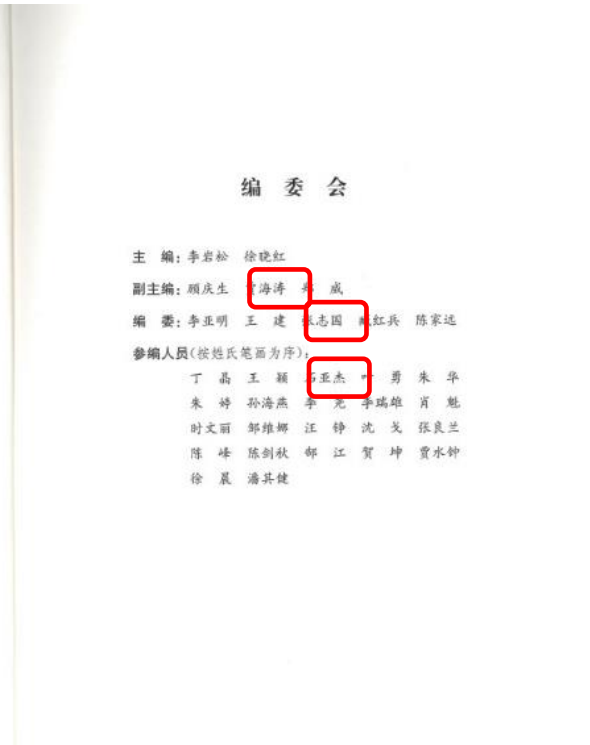 编 委 会
主 编：李岩松 徐晓红
副主编：顾庆生 海涛 威
编 委：李亚明 王 建 张志国 臧红兵 陈家远
参编人员（按姓氏笔画为序）：
丁 晶 王 颖 石亚杰 叶 勇 朱 华
朱 婷 孙海燕 李 光 李瑞雄 肖 魁
时文丽 邹维娜 汪 铮 沈 戈 张良兰
陈 峰 陈剑秋 郁 江 贺 坤 贾水钟
徐 晨 潘其健